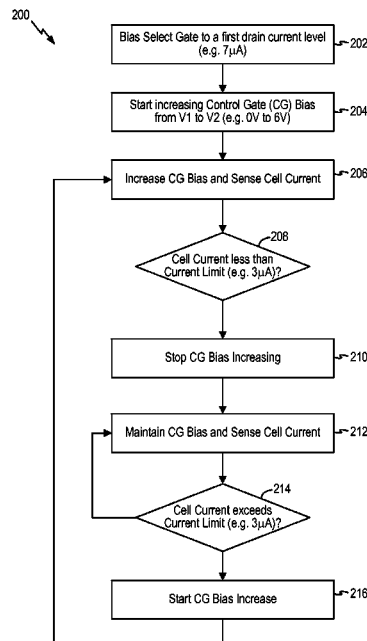 200
Bias Select Gate to a first drain current level
(e.g. 7µA)
202
Start increasing Control Gate (CG) Bias
from V1 to V2 (e.g. 0V to 6V)
204
Increase CG Bias and Sense Cell Current
206
208
Cell Current less than
Current Limit (e.g. 3µA)?
Stop CG Bias Increasing
210
Maintain CG Bias and Sense Cell Current
212
214
Cell Current exceeds
Current Limit (e.g. 3µA)?
Start CG Bias Increase
216